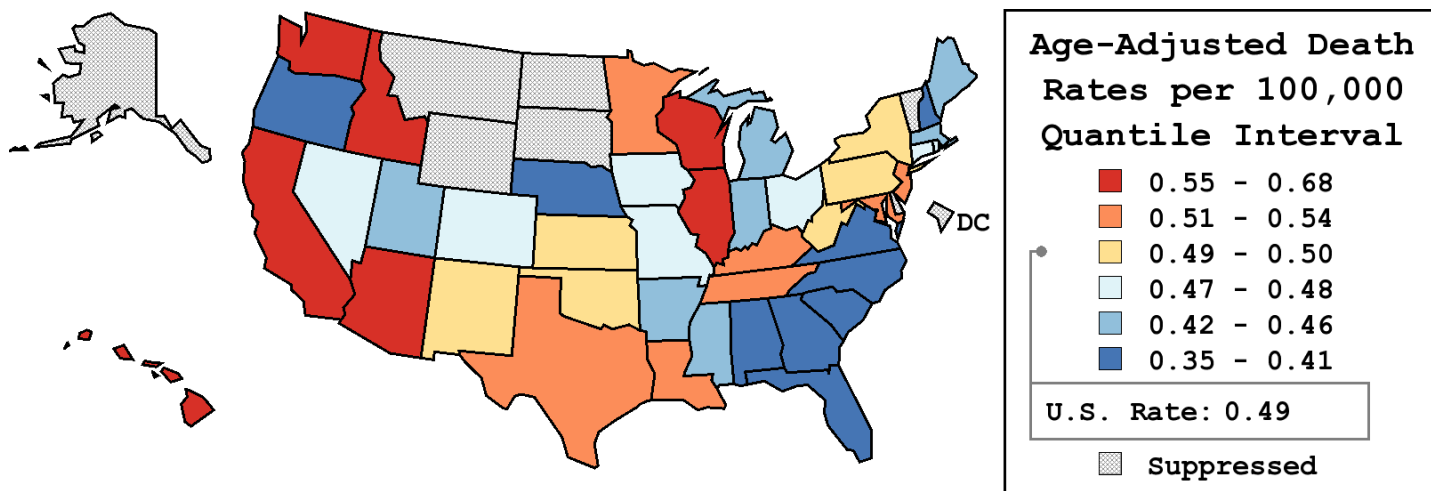 Age-Adjusted Death
Rates per 100,000
Quantile Interval
0.55 - 0.68
0.51 - 0.54
DC
0.49 - 0.50
0.47 - 0.48
0.42 - 0.46
0.35 - 0.41
U.S. Rate: 0.49
Suppressed